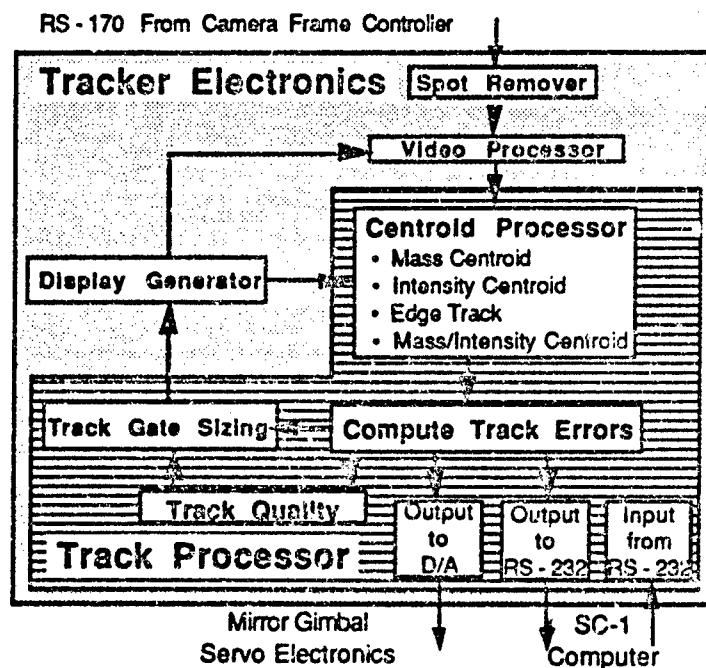 RS - 170 From Camera Frame Controller
Tracker Electronics
Spot Remover
Video Processor
Centroid Processor
• Mass Centroid
• Intensity Centroid
• Edge Track
• Mass/Intensity Centroid
Display Generator
Track Gate Sizing
Compute Track Errors
Track Quality
Track Processor
Output
to
D/A
Output
to
RS - 232
Input
from
RS - 232
Mirror Gimbal
Servo Electronics
SC-1
Computer